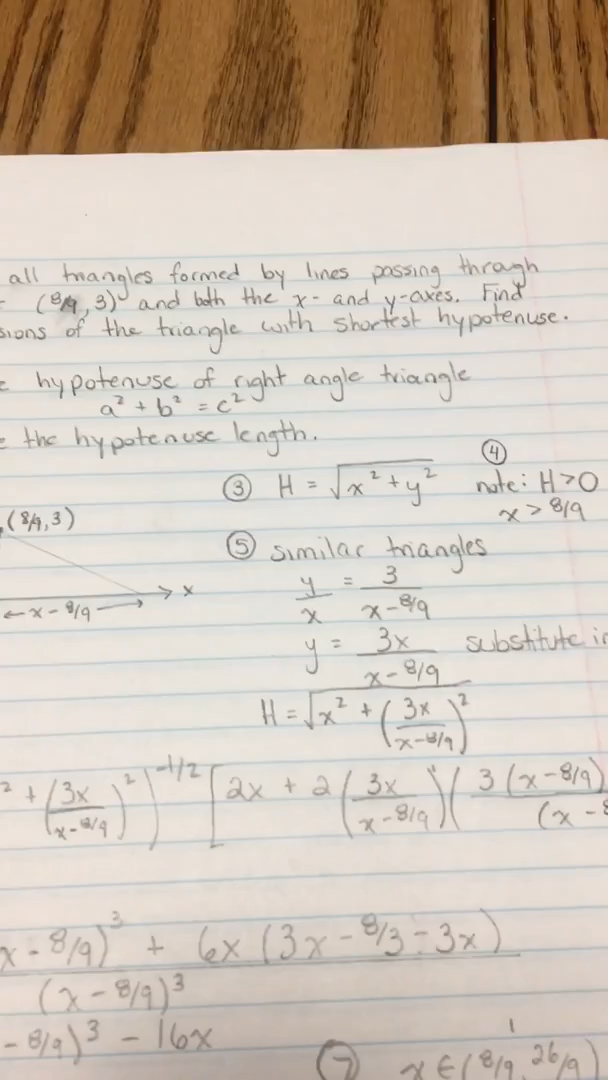 all triangles formed by lines passing through
(8/9, 3) and both the x- and y-axes. Find
sions of the triangle with shortest hypotenuse.
e hypotenuse of right angle triangle
a² + b² = c²
e the hypotenuse length.
③ H = √(x² + y²)
④
note: H > 0
x > 8/9
(8/9, 3)
→ x
← x - 8/9 →
⑤ similar triangles
y/x = 3/(x - 8/9)
y = 3x/(x - 8/9) substitute in
H = √(x² + (3x/(x - 8/9))²)
² + (3x/(x - 8/9))²)^(-1/2) [2x + 2(3x/(x - 8/9))(3(x - 8/9)/(x - 8
x - 8/9)³ + 6x(3x - 8/3 - 3x)
(x - 8/9)³
- 8/9)³ - 16x
⑦ x ∈ (8/9, 26/9)